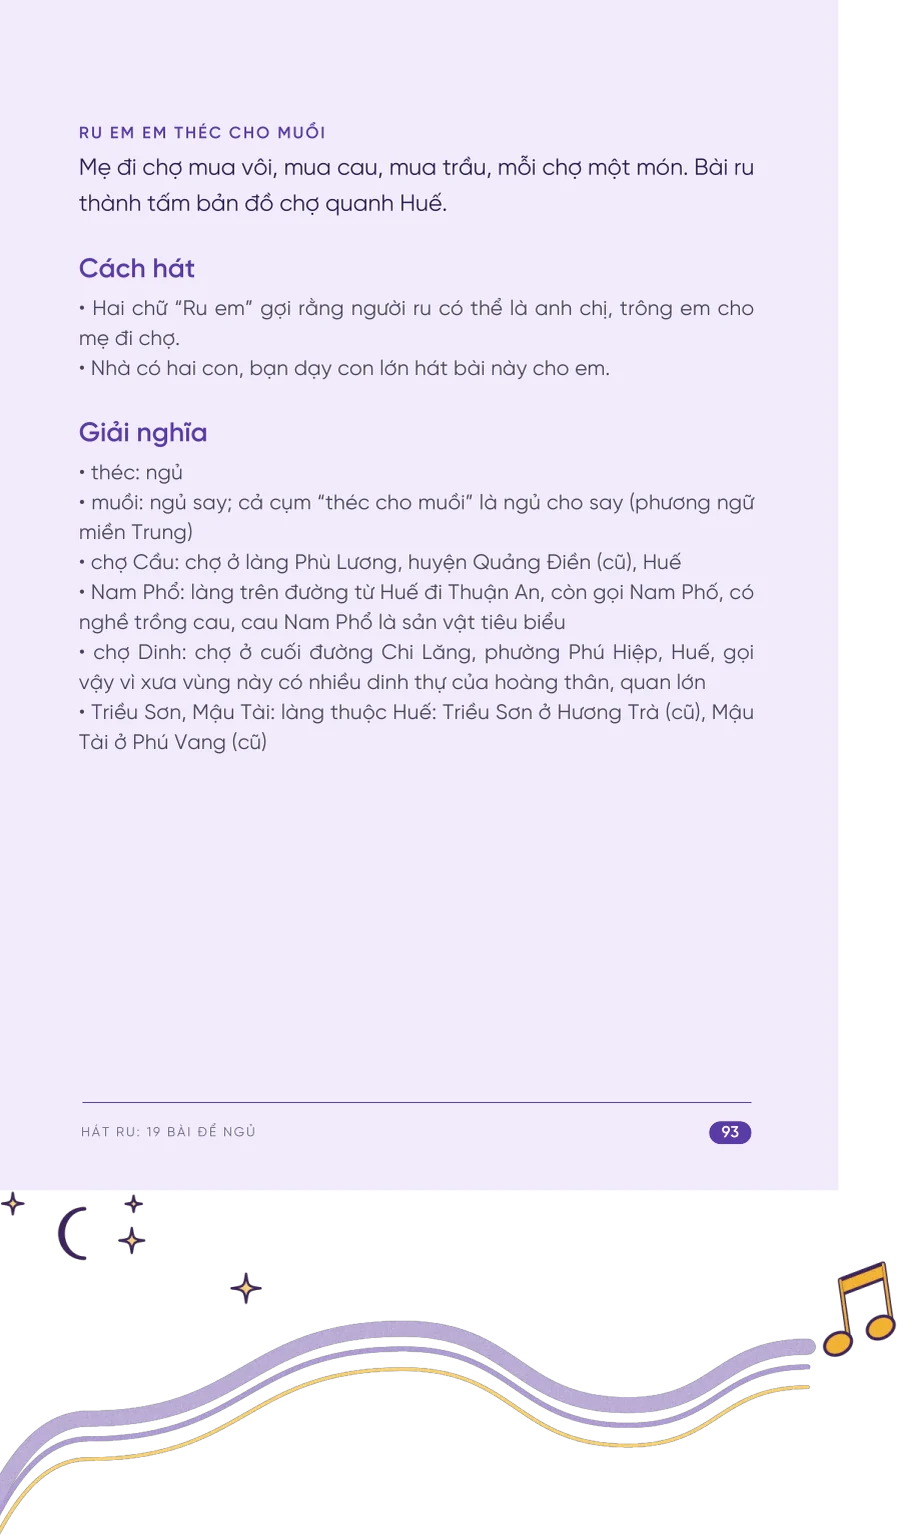 RU EM EM THÉC CHO MUỒI
Mẹ đi chợ mua vôi, mua cau, mua trầu, mỗi chợ một món. Bài ru
thành tấm bản đồ chợ quanh Huế.
Cách hát
• Hai chữ “Ru em” gợi rằng người ru có thể là anh chị, trông em cho
mẹ đi chợ.
• Nhà có hai con, bạn dạy con lớn hát bài này cho em.
Giải nghĩa
• théc: ngủ
• muồi: ngủ say; cả cụm “théc cho muồi” là ngủ cho say (phương ngữ
miền Trung)
• chợ Cầu: chợ ở làng Phù Lương, huyện Quảng Điền (cũ), Huế
• Nam Phổ: làng trên đường từ Huế đi Thuận An, còn gọi Nam Phố, có
nghề trồng cau, cau Nam Phổ là sản vật tiêu biểu
• chợ Dinh: chợ ở cuối đường Chi Lăng, phường Phú Hiệp, Huế, gọi
vậy vì xưa vùng này có nhiều dinh thự của hoàng thân, quan lớn
• Triều Sơn, Mậu Tài: làng thuộc Huế: Triều Sơn ở Hương Trà (cũ), Mậu
Tài ở Phú Vang (cũ)
HÁT RU: 19 BÀI ĐỂ NGỦ
93